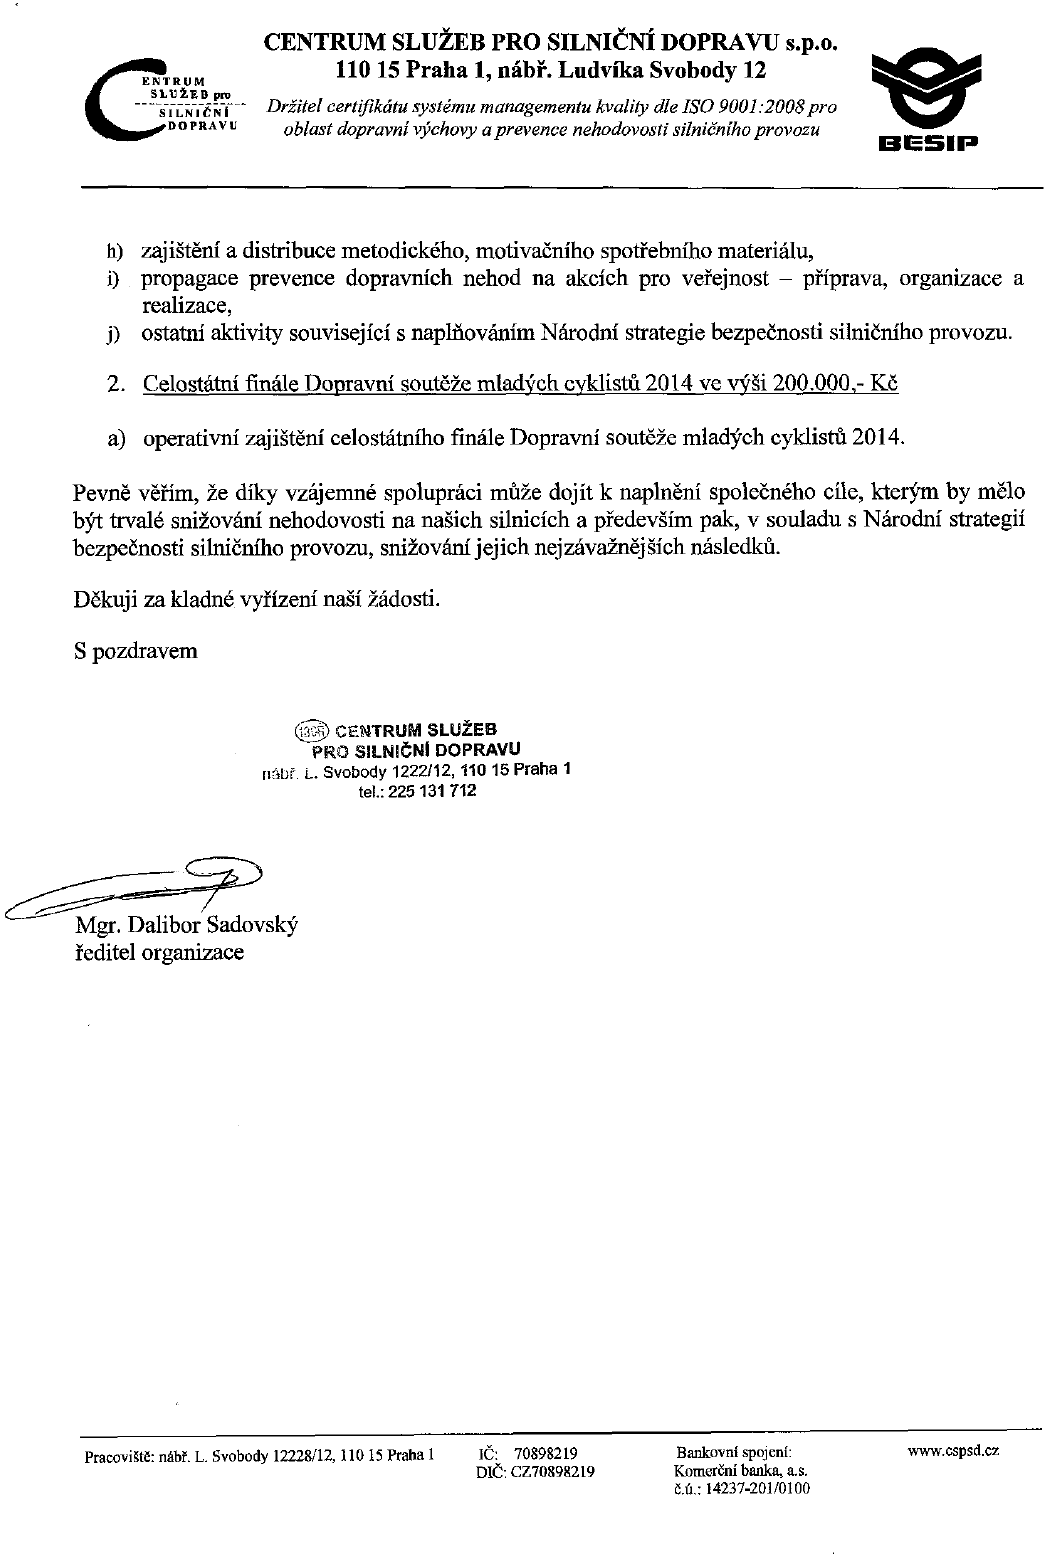 CENTRUM SLUŽEB PRO SILNIČNÍ DOPRAVU s.p.o.
110 15 Praha 1, nábř. Ludvíka Svobody 12
Držitel certifikátu systému managementu kvality dle ISO 9001:2008 pro
oblast dopravní výchovy a prevence nehodovosti silničního provozu
CENTRUM
SLUŽEB pro
SILNIČNÍ
DOPRAVU
BESIP
h) zajištění a distribuce metodického, motivačního spotřebního materiálu,
i) propagace prevence dopravních nehod na akcích pro veřejnost – příprava, organizace a
realizace,
j) ostatní aktivity související s naplňováním Národní strategie bezpečnosti silničního provozu.
2. Celostátní finále Dopravní soutěže mladých cyklistů 2014 ve výši 200.000,- Kč
a) operativní zajištění celostátního finále Dopravní soutěže mladých cyklistů 2014.
Pevně věřím, že díky vzájemné spolupráci může dojít k naplnění společného cíle, kterým by mělo
být trvalé snižování nehodovosti na našich silnicích a především pak, v souladu s Národní strategií
bezpečnosti silničního provozu, snižování jejich nejzávažnějších následků.
Děkuji za kladné vyřízení naší žádosti.
S pozdravem
CENTRUM SLUŽEB
PRO SILNIČNÍ DOPRAVU
nábř. L. Svobody 1222/12, 110 15 Praha 1
tel.: 225 131 712
Mgr. Dalibor Sadovský
ředitel organizace
Pracoviště: nábř. L. Svobody 12228/12, 110 15 Praha 1
IČ: 70898219
DIČ: CZ70898219
Bankovní spojení:
Komerční banka, a.s.
č.ú.: 14237-201/0100
www.cspsd.cz